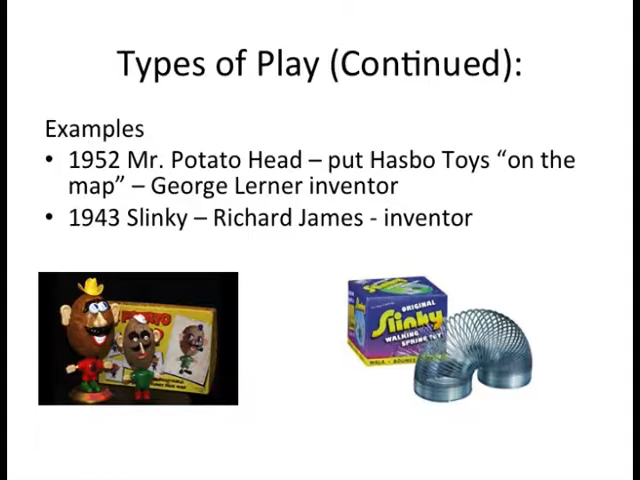 Types of Play (Continued):
Examples
• 1952 Mr. Potato Head – put Hasbo Toys “on the
map” – George Lerner inventor
• 1943 Slinky – Richard James - inventor
ORIGINAL
Slinky
WALKING
SPRING TOY